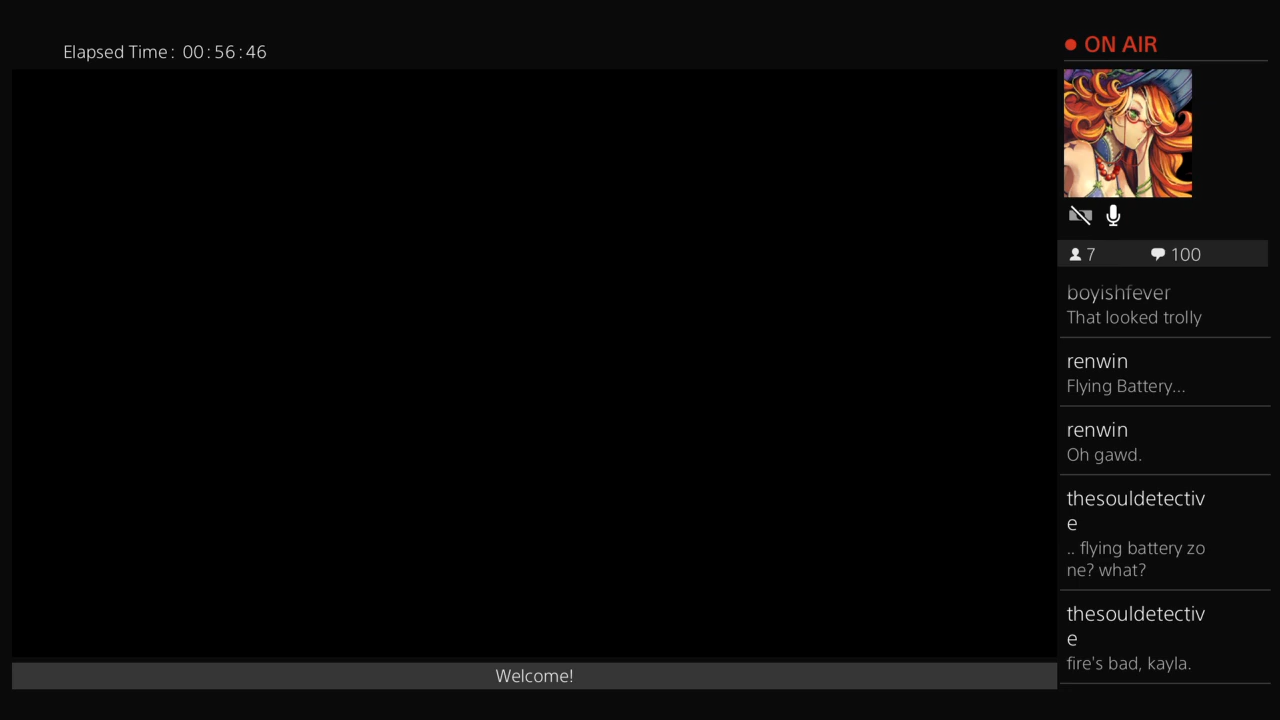 Elapsed Time: 00:56:46
ON AIR
7 100
boyishfever
That looked trolly
renwin
Flying Battery...
renwin
Oh gawd.
thesouldetectiv
e
.. flying battery zo
ne? what?
thesouldetectiv
e
fire's bad, kayla.
Welcome!